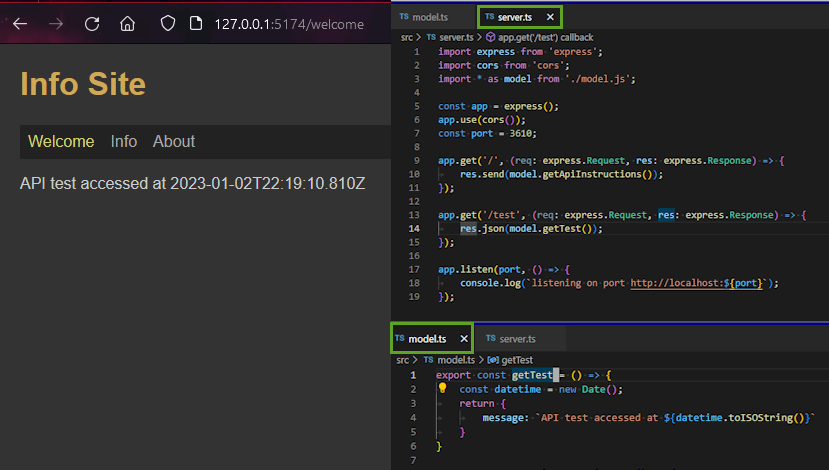 127.0.0.1:5174/welcome
Info Site
Welcome Info About
API test accessed at 2023-01-02T22:19:10.810Z
TS model.ts TS server.ts ×
src > TS server.ts > app.get('/test') callback
1 import express from 'express';
2 import cors from 'cors';
3 import * as model from './model.js';
4
5 const app = express();
6 app.use(cors());
7 const port = 3610;
8
9 app.get('/', (req: express.Request, res: express.Response) => {
10 res.send(model.getApiInstructions());
11 });
12
13 app.get('/test', (req: express.Request, res: express.Response) => {
14 res.json(model.getTest());
15 });
16
17 app.listen(port, () => {
18 console.log(`listening on port http://localhost:${port}`);
19 });
TS model.ts × TS server.ts
src > TS model.ts > getTest
1 export const getTest = () => {
2 const datetime = new Date();
3 return {
4 message: `API test accessed at ${datetime.toISOString()}`
5 }
6 }
7